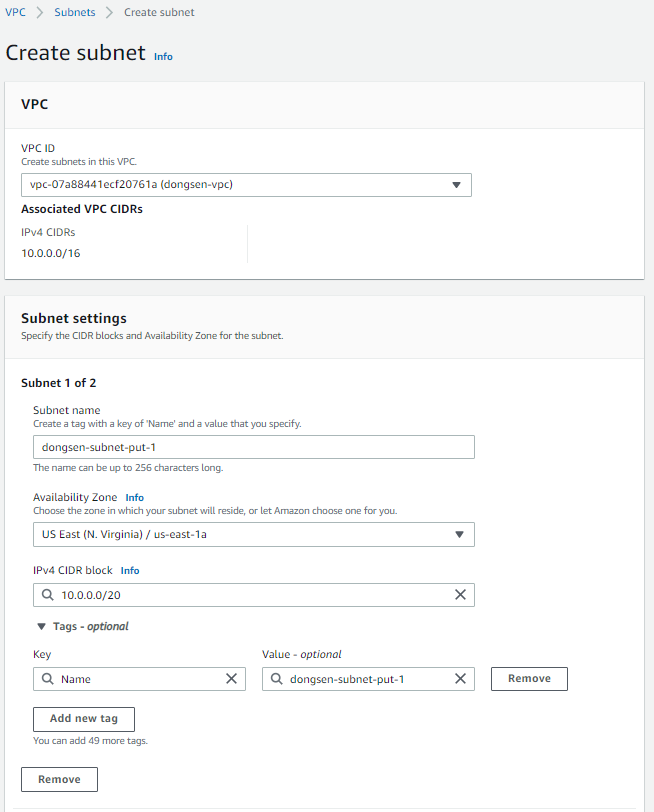 VPC > Subnets > Create subnet
Create subnet Info
VPC
VPC ID
Create subnets in this VPC.
vpc-07a88441ecf20761a (dongsen-vpc)
Associated VPC CIDRs
IPv4 CIDRs
10.0.0.0/16
Subnet settings
Specify the CIDR blocks and Availability Zone for the subnet.
Subnet 1 of 2
Subnet name
Create a tag with a key of 'Name' and a value that you specify.
dongsen-subnet-put-1
The name can be up to 256 characters long.
Availability Zone Info
Choose the zone in which your subnet will reside, or let Amazon choose one for you.
US East (N. Virginia) / us-east-1a
IPv4 CIDR block Info
10.0.0.0/20
Tags - optional
Key Value - optional
Name dongsen-subnet-put-1 Remove
Add new tag
You can add 49 more tags.
Remove